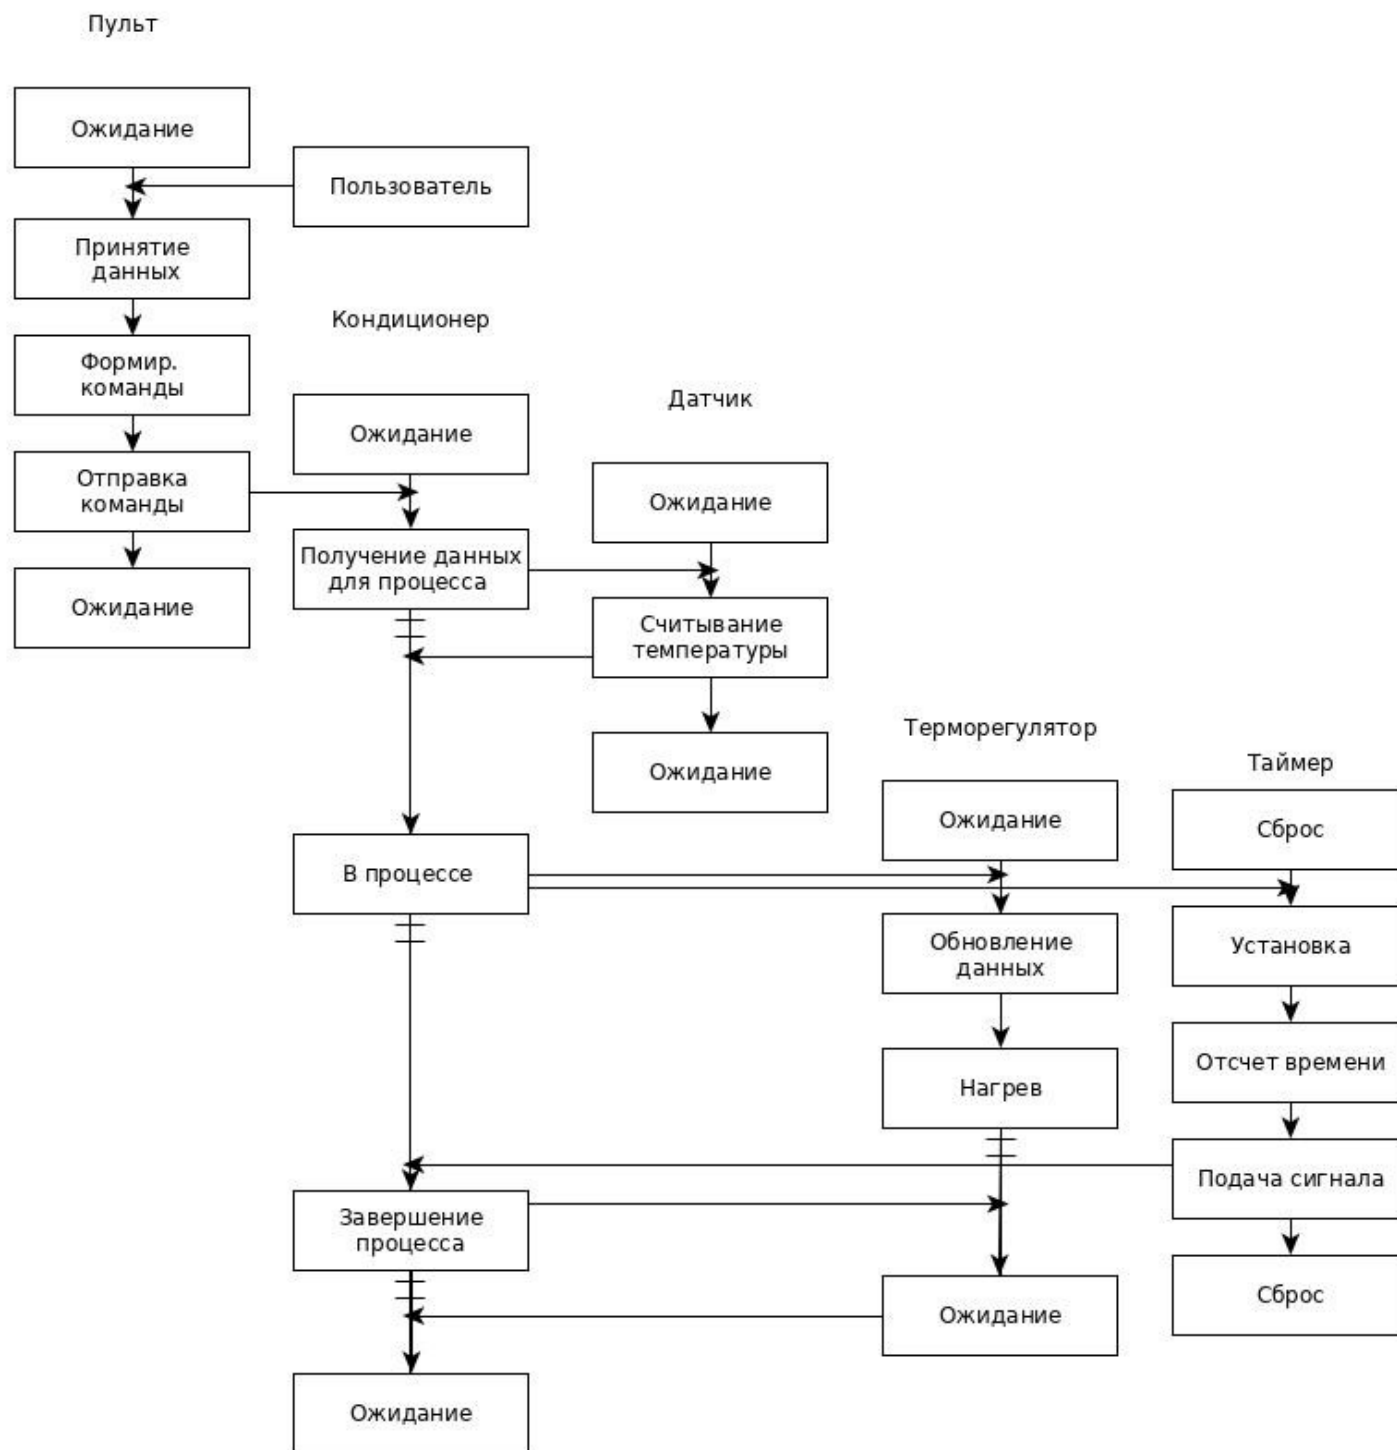 Пульт
Ожидание
Пользователь
Принятие
данных
Кондиционер
Формир.
команды
Датчик
Ожидание
Отправка
команды
Ожидание
Получение данных
для процесса
Ожидание
Считывание
температуры
Терморегулятор
Таймер
Ожидание
Ожидание
Сброс
В процессе
Обновление
данных
Установка
Отсчет времени
Нагрев
Подача сигнала
Завершение
процесса
Сброс
Ожидание
Ожидание